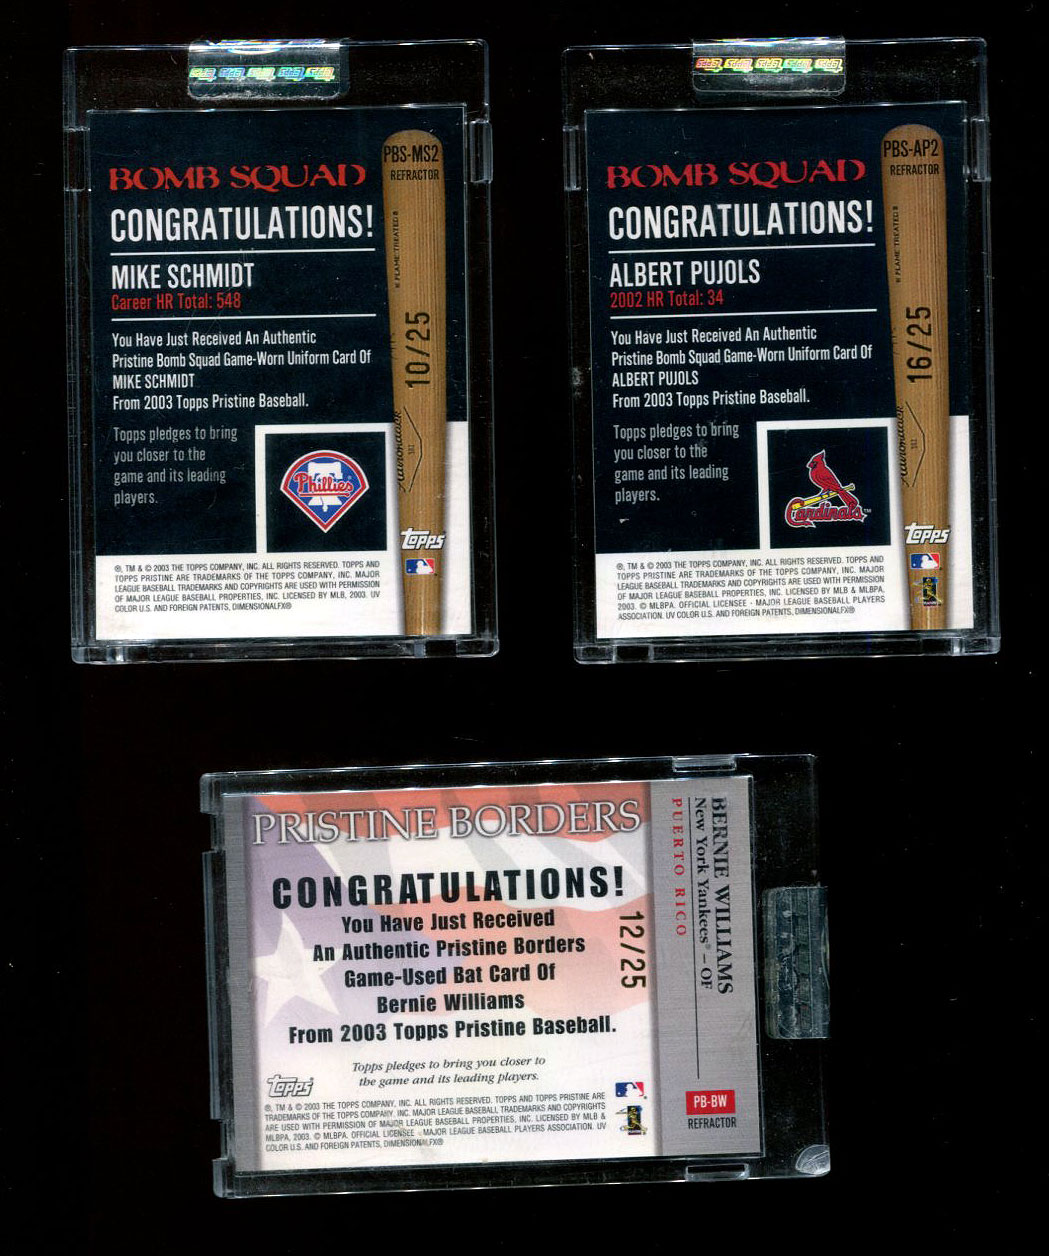 BOMB SQUAD
CONGRATULATIONS!
MIKE SCHMIDT
Career HR Total: 548
You Have Just Received An Authentic
Pristine Bomb Squad Game-Worn Uniform Card Of
MIKE SCHMIDT
From 2003 Topps Pristine Baseball.
Topps pledges to bring
you closer to the
game and its leading
players.
Phillies
PBS-MS2
REFRACTOR
FLAME TREATED
10/25
Topps
®, TM & © 2003 THE TOPPS COMPANY, INC. ALL RIGHTS RESERVED. TOPPS AND
TOPPS PRISTINE ARE TRADEMARKS OF THE TOPPS COMPANY, INC. MAJOR
LEAGUE BASEBALL TRADEMARKS AND COPYRIGHTS ARE USED WITH PERMISSION
OF MAJOR LEAGUE BASEBALL PROPERTIES, INC. LICENSED BY MLB, 2003. UV
COLOR U.S. AND FOREIGN PATENTS, DIMENSIONALFX®
BOMB SQUAD
CONGRATULATIONS!
ALBERT PUJOLS
2002 HR Total: 34
You Have Just Received An Authentic
Pristine Bomb Squad Game-Worn Uniform Card Of
ALBERT PUJOLS
From 2003 Topps Pristine Baseball.
Topps pledges to bring
you closer to the
game and its leading
players.
Cardinals™
PBS-AP2
REFRACTOR
FLAME TREATED
16/25
Topps
®, TM & © 2003 THE TOPPS COMPANY, INC. ALL RIGHTS RESERVED. TOPPS AND
TOPPS PRISTINE ARE TRADEMARKS OF THE TOPPS COMPANY, INC. MAJOR
LEAGUE BASEBALL TRADEMARKS AND COPYRIGHTS ARE USED WITH PERMISSION
OF MAJOR LEAGUE BASEBALL PROPERTIES, INC. LICENSED BY MLB & MLBPA,
2003. © MLBPA. OFFICIAL LICENSEE - MAJOR LEAGUE BASEBALL PLAYERS
ASSOCIATION. UV COLOR U.S. AND FOREIGN PATENTS, DIMENSIONALFX®
PRISTINE BORDERS
CONGRATULATIONS!
You Have Just Received
An Authentic Pristine Borders
Game-Used Bat Card Of
Bernie Williams
From 2003 Topps Pristine Baseball.
12/25
Topps pledges to bring you closer to
the game and its leading players.
Topps
®, TM & © 2003 THE TOPPS COMPANY, INC. ALL RIGHTS RESERVED. TOPPS AND TOPPS PRISTINE ARE
TRADEMARKS OF THE TOPPS COMPANY, INC. MAJOR LEAGUE BASEBALL TRADEMARKS AND COPYRIGHTS
ARE USED WITH PERMISSION OF MAJOR LEAGUE BASEBALL PROPERTIES, INC. LICENSED BY MLB &
MLBPA, 2003. © MLBPA. OFFICIAL LICENSEE - MAJOR LEAGUE BASEBALL PLAYERS ASSOCIATION. UV
COLOR U.S. AND FOREIGN PATENTS, DIMENSIONALFX®
BERNIE WILLIAMS
New York Yankees® – OF
PUERTO RICO
PB-BW
REFRACTOR